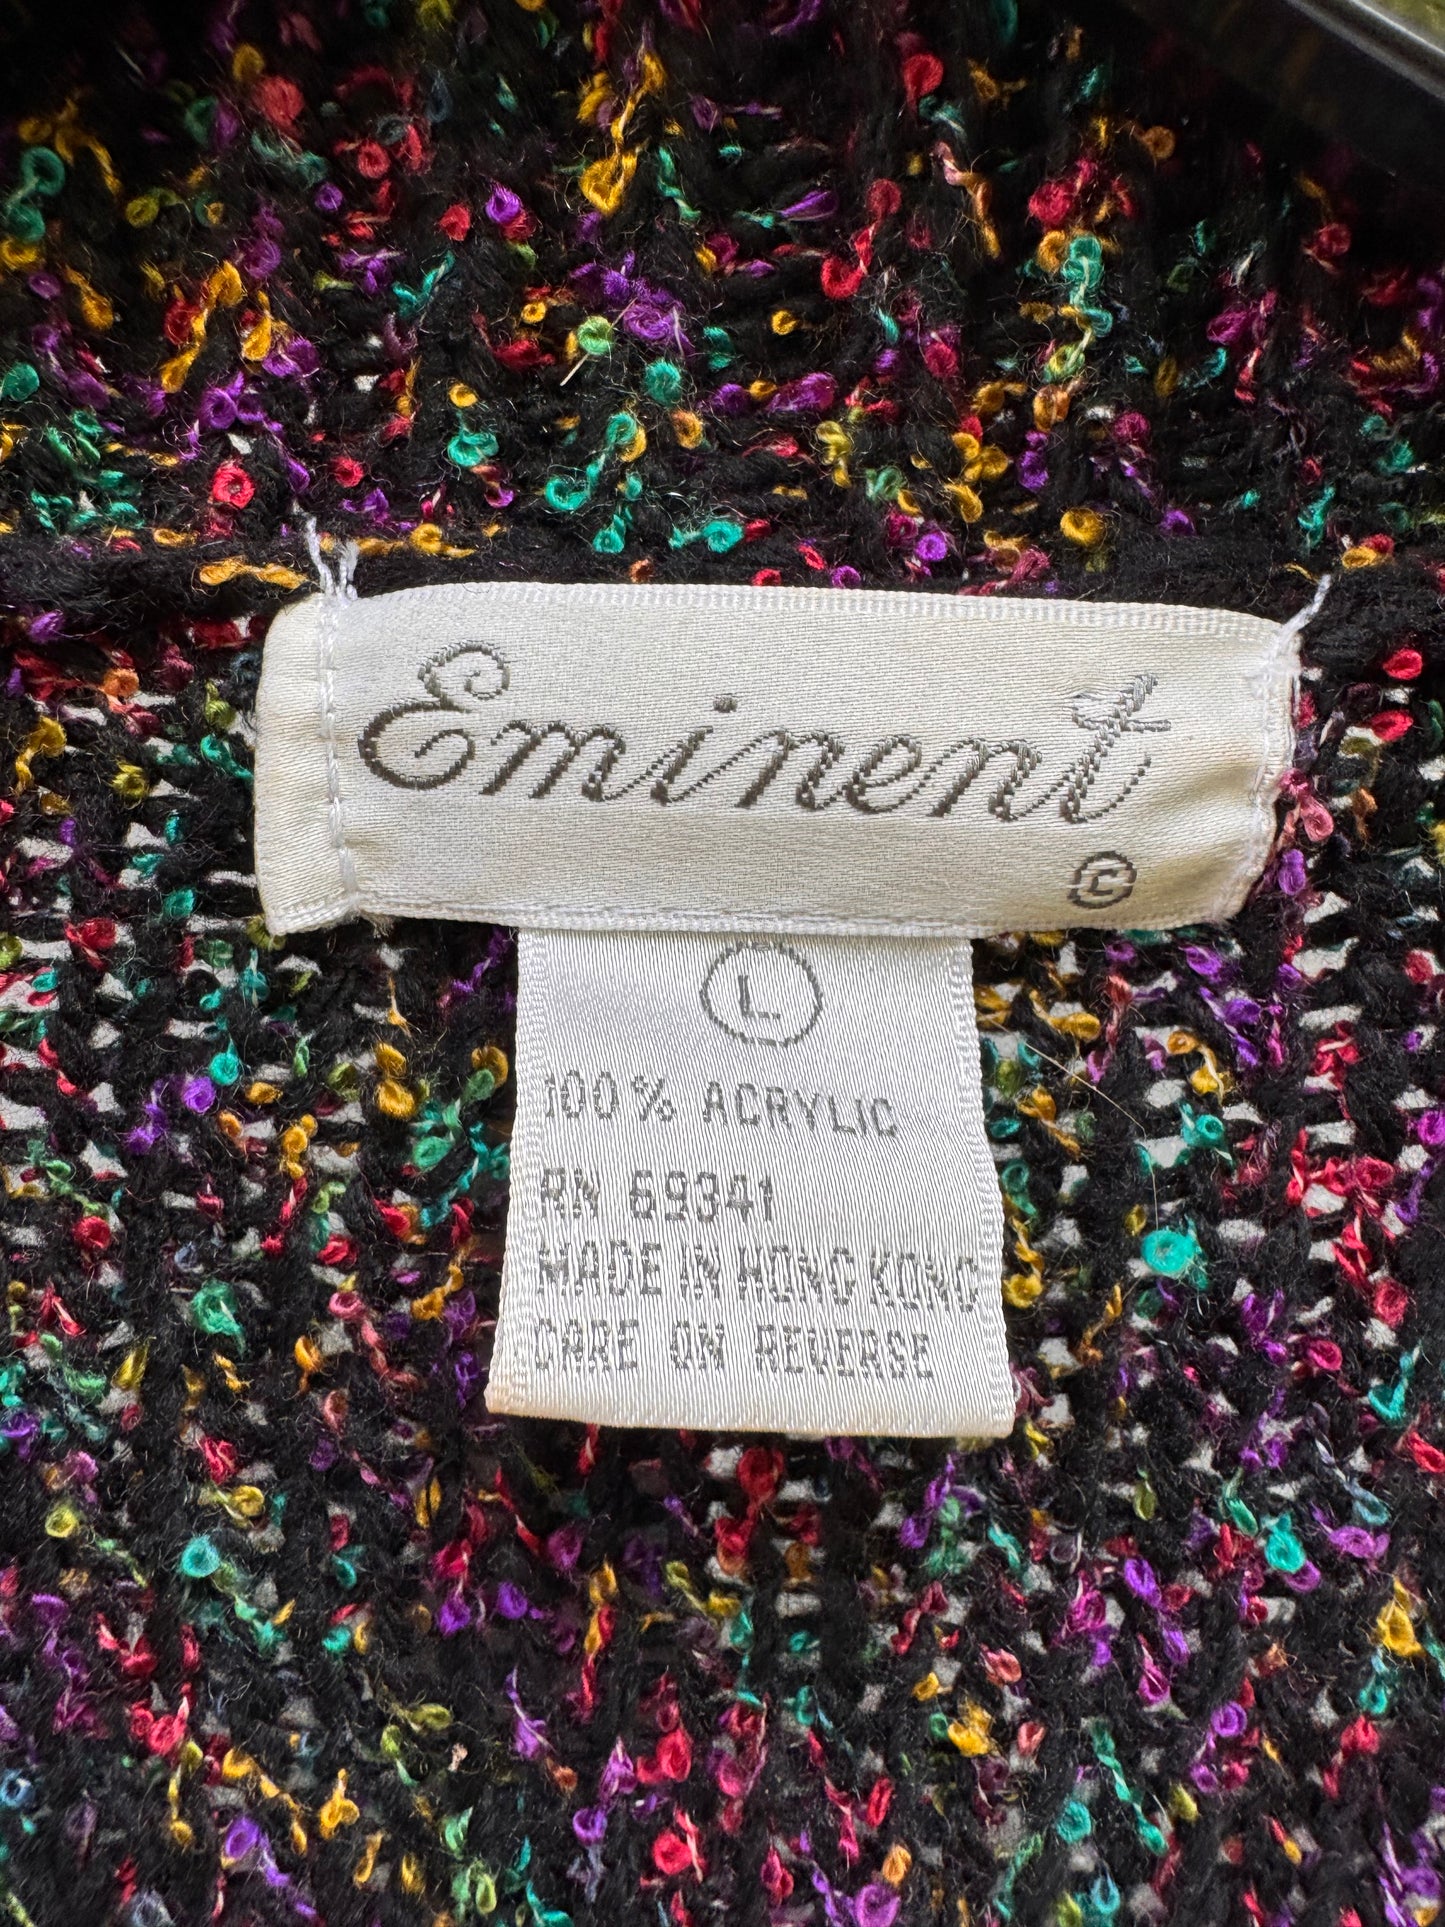 Eminent
©
L
100% ACRYLIC
RN 69341
MADE IN HONG KONG
CARE ON REVERSE